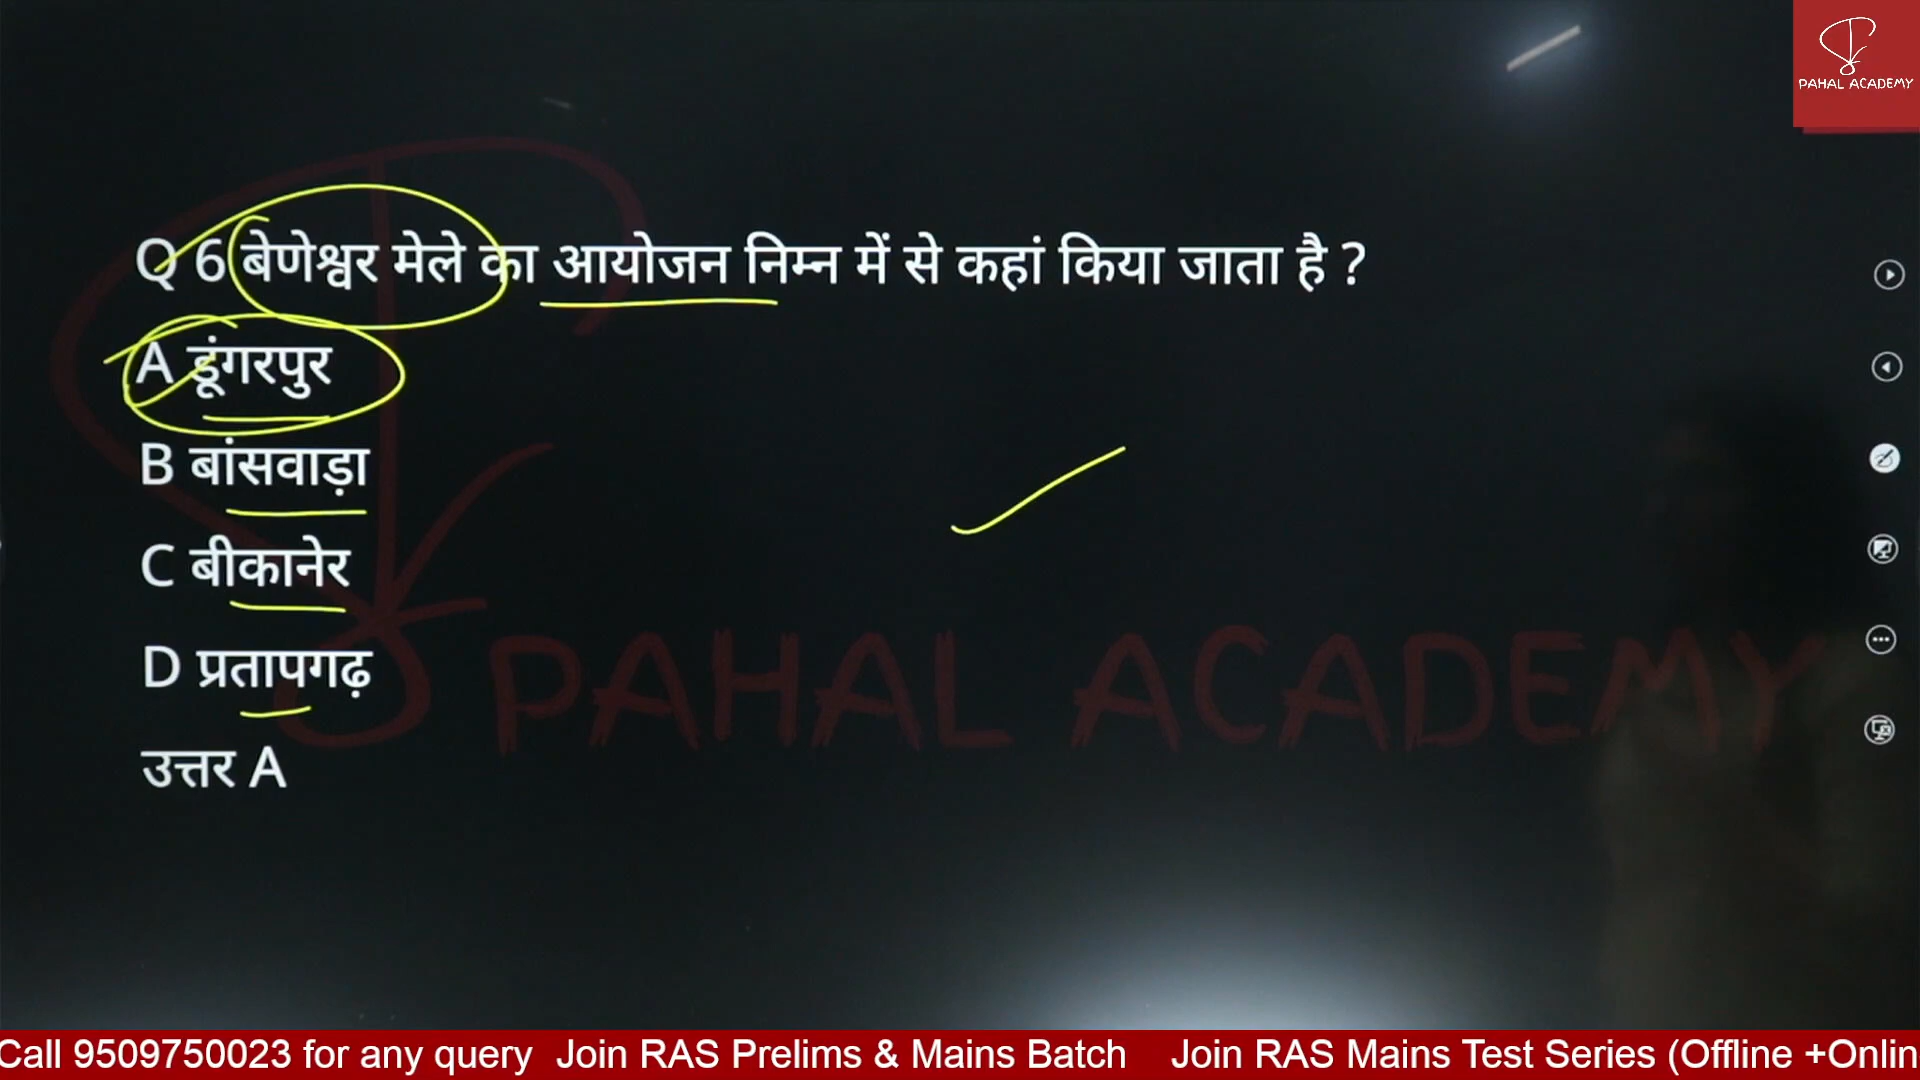 PAHAL ACADEMY
Q 6 बेणेश्वर मेले का आयोजन निम्न में से कहां किया जाता है ?
A डूंगरपुर
B बांसवाड़ा
C बीकानेर
D प्रतापगढ़
उत्तर A
PAHAL ACADEMY
Call 9509750023 for any query Join RAS Prelims & Mains Batch Join RAS Mains Test Series (Offline +Onlin